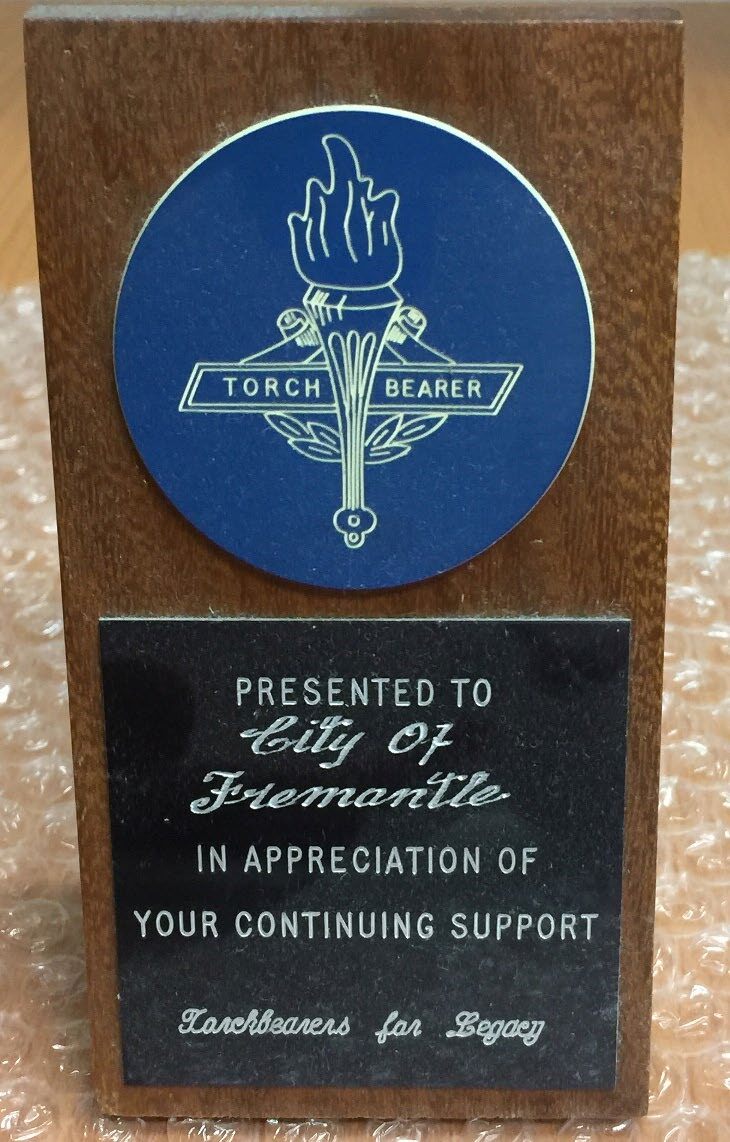 TORCH BEARER
PRESENTED TO
City Of
Fremantle
IN APPRECIATION OF
YOUR CONTINUING SUPPORT
Torchbearers for Legacy